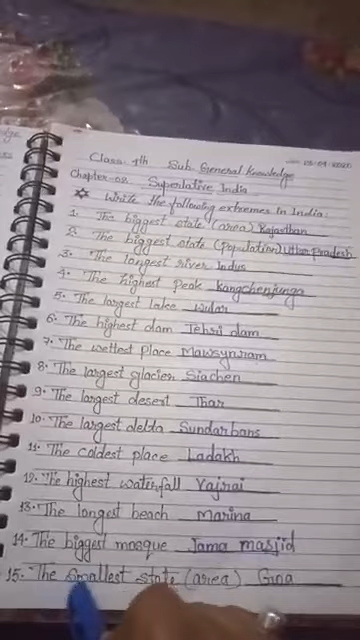 Class 4th Sub. General Knowledge
Chapter-02 Superlative India
Write the following extremes in India:
1. The biggest state (area) Rajasthan
2. The biggest state (population) Uttar Pradesh
3. The longest river Indus
4. The highest peak Kangchenjunga
5. The largest lake Wular
6. The highest dam Tehri dam
7. The wettest place Mawsynram
8. The largest glacier Siachen
9. The largest desert Thar
10. The largest delta Sundarbans
11. The coldest place Ladakh
12. The highest waterfall Vajrai
13. The longest beach Marina
14. The biggest mosque Jama masjid
15. The smallest state (area) Goa